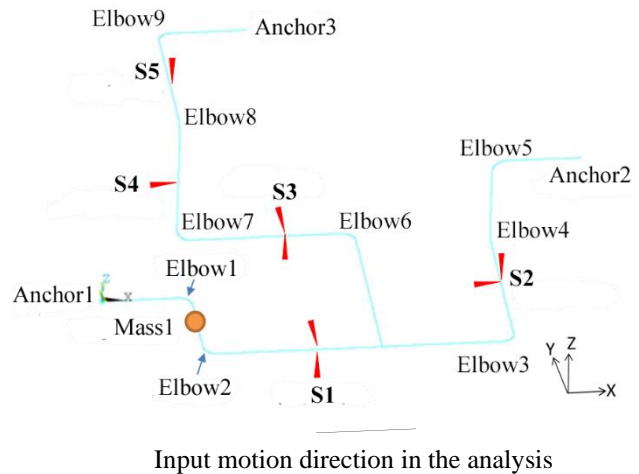 Elbow9
Anchor3
S5
Elbow8
Elbow5
Anchor2
S4
S3
Elbow7
Elbow6
Elbow4
Elbow1
S2
Z
X
Anchor1
Mass1
Elbow2
Elbow3
S1
Y
Z
X
Input motion direction in the analysis